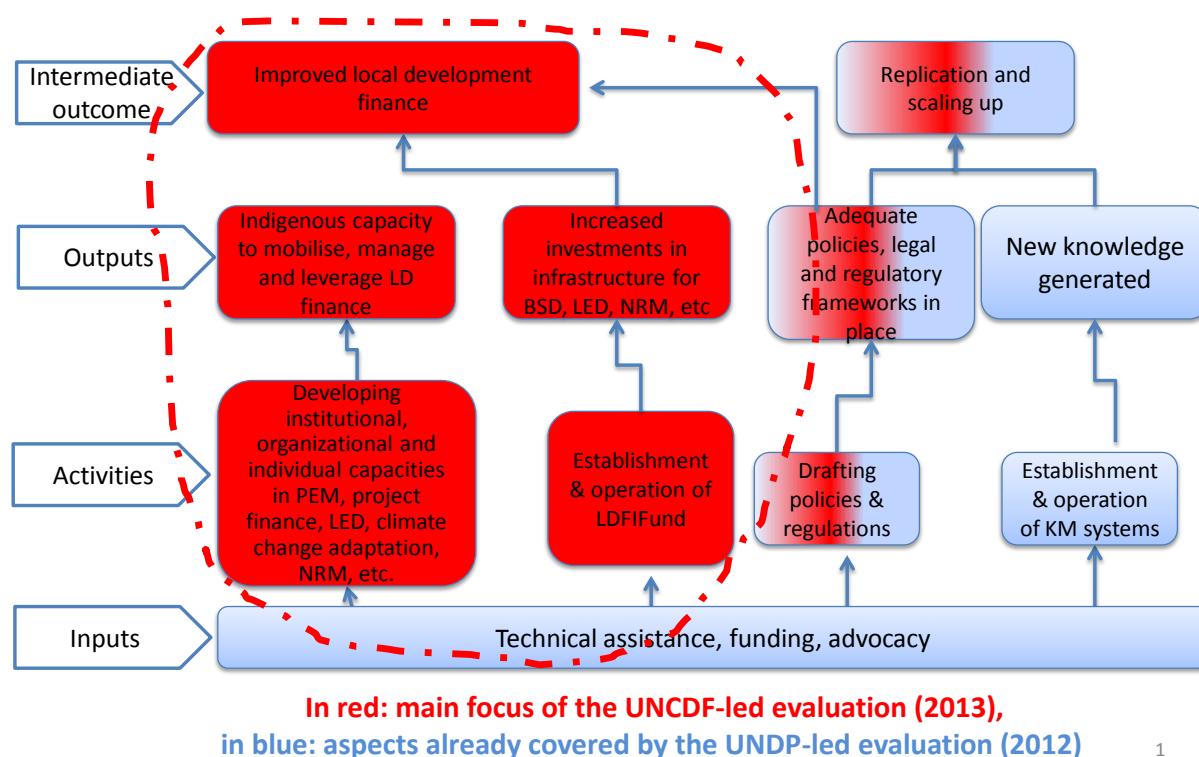 Intermediate
outcome
Improved local development
finance
Replication and
scaling up
Outputs
Indigenous capacity
to mobilise, manage
and leverage LD
finance
Increased
investments in
infrastructure for
BSD, LED, NRM, etc
Adequate
policies, legal
and regulatory
frameworks in
place
New knowledge
generated
Activities
Developing
institutional,
organizational and
individual capacities
in PEM, project
finance, LED, climate
change adaptation,
NRM, etc.
Establishment
& operation of
LDFIFund
Drafting
policies &
regulations
Establishment
& operation
of KM systems
Inputs
Technical assistance, funding, advocacy
In red: main focus of the UNCDF-led evaluation (2013),
in blue: aspects already covered by the UNDP-led evaluation (2012)
1